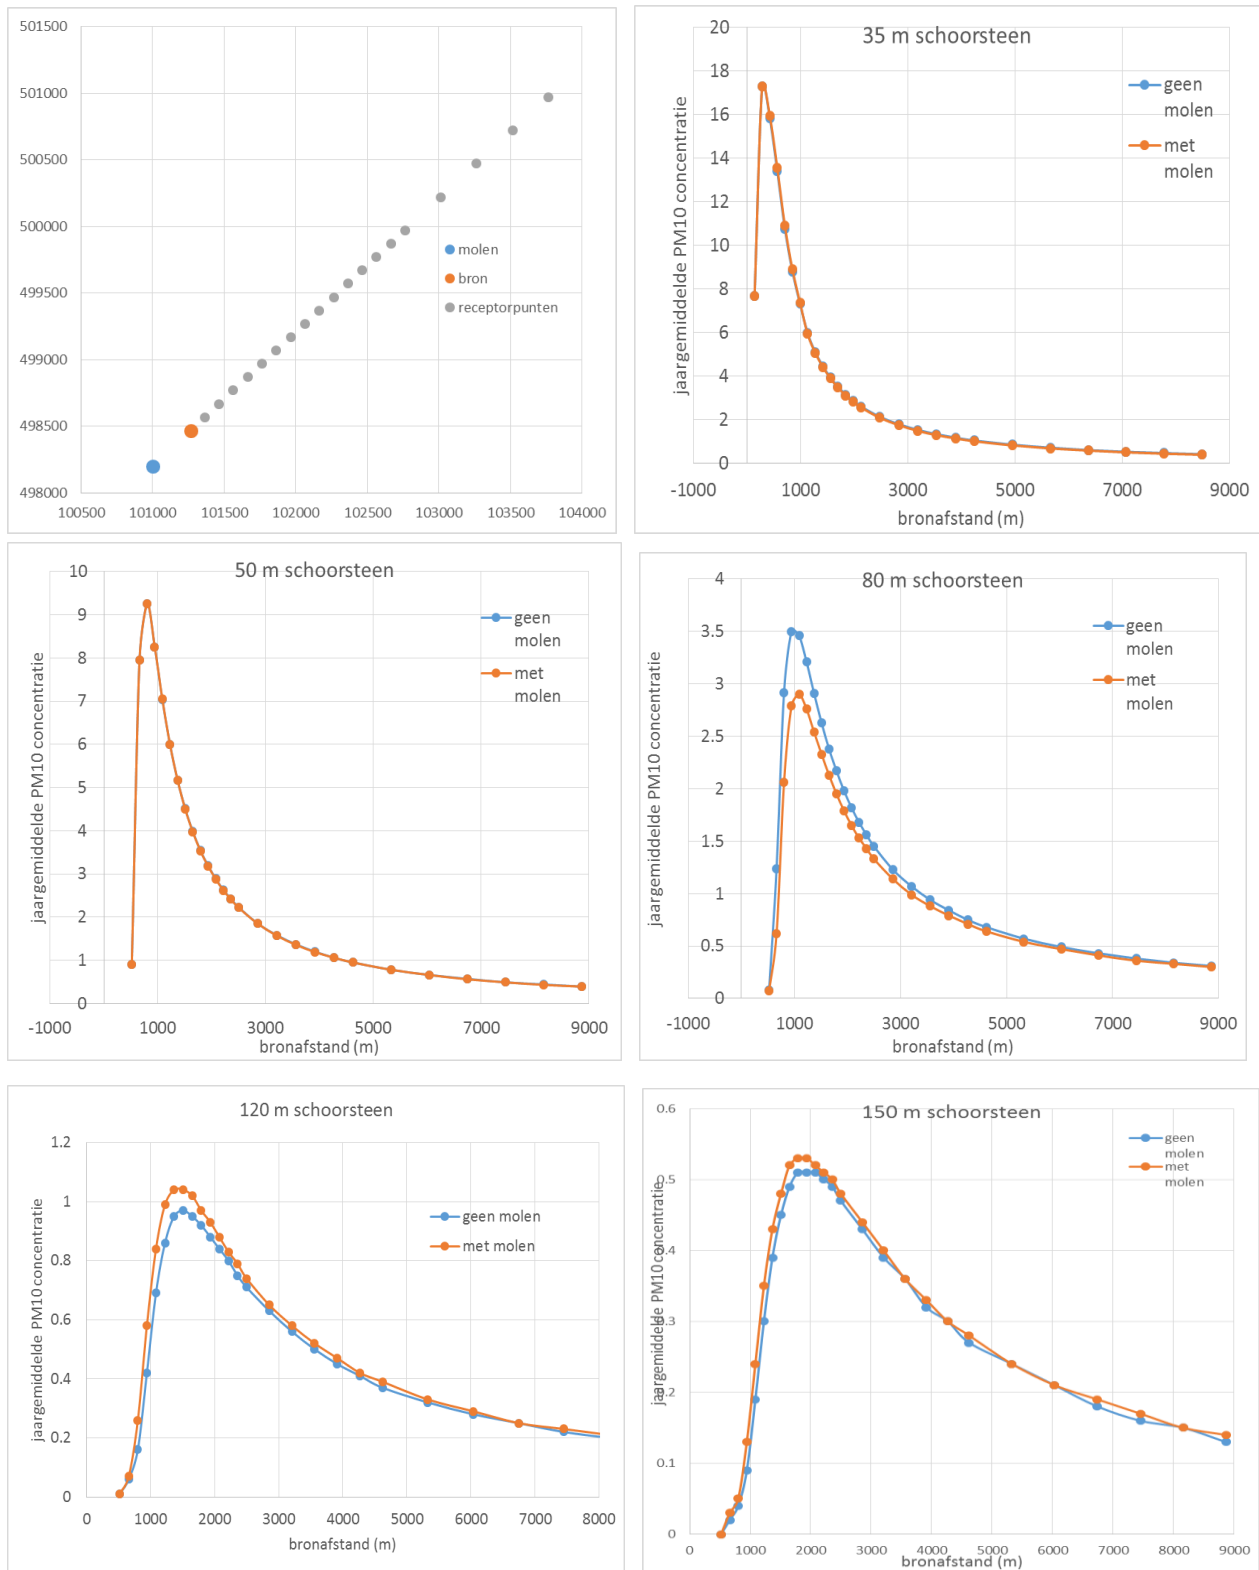 501500
501000
500500
500000
499500
499000
498500
498000
100500 101000 101500 102000 102500 103000 103500 104000
molen
bron
receptorpunten
35 m schoorsteen
jaargemiddelde PM10 concentratie
20
18
16
14
12
10
8
6
4
2
0
-1000 1000 3000 5000 7000 9000
bronafstand (m)
geen
molen
met
molen
50 m schoorsteen
jaargemiddelde PM10 concentratie
10
9
8
7
6
5
4
3
2
1
0
-1000 1000 3000 5000 7000 9000
bronafstand (m)
geen
molen
met
molen
80 m schoorsteen
jaargemiddelde PM10 concentratie
4
3.5
3
2.5
2
1.5
1
0.5
0
-1000 1000 3000 5000 7000 9000
bronafstand (m)
geen
molen
met
molen
120 m schoorsteen
jaargemiddelde PM10 concentratie
1.2
1
0.8
0.6
0.4
0.2
0
0 1000 2000 3000 4000 5000 6000 7000 8000
bronafstand (m)
geen molen
met molen
150 m schoorsteen
jaargemiddelde PM10 concentratie
0.6
0.5
0.4
0.3
0.2
0.1
0
0 1000 2000 3000 4000 5000 6000 7000 8000 9000
bronafstand (m)
geen
molen
met
molen